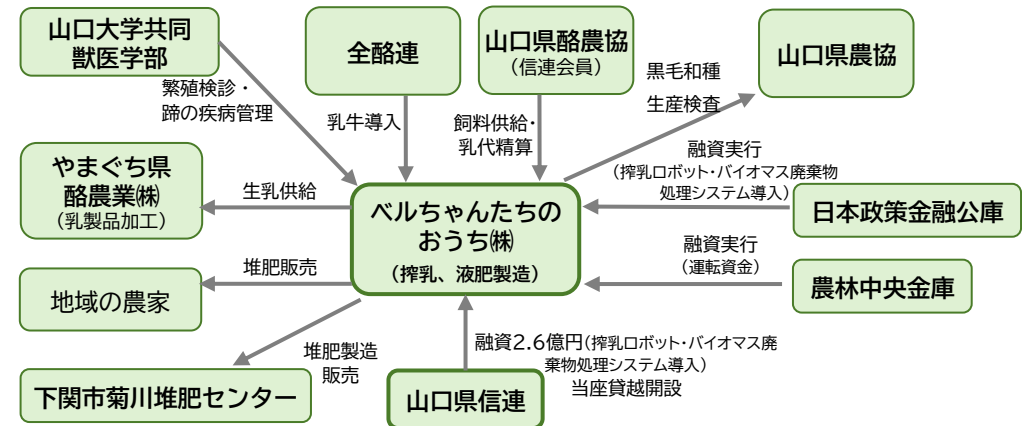 山口大学共同
獣医学部
全酪連
山口県酪農協
（信連会員）
山口県農協
繁殖検診・
蹄の疾病管理
乳牛導入
飼料供給・
乳代精算
黒毛和種
生産検査
やまぐち県
酪農業㈱
（乳製品加工）
生乳供給
ベルちゃんたちの
おうち㈱
（搾乳、液肥製造）
融資実行
（搾乳ロボット・バイオマス廃棄物
処理システム導入）
日本政策金融公庫
地域の農家
堆肥販売
融資実行
（運転資金）
農林中央金庫
堆肥製造
販売
下関市菊川堆肥センター
融資2.6億円（搾乳ロボット・バイオマス廃
棄物処理システム導入）
当座貸越開設
山口県信連